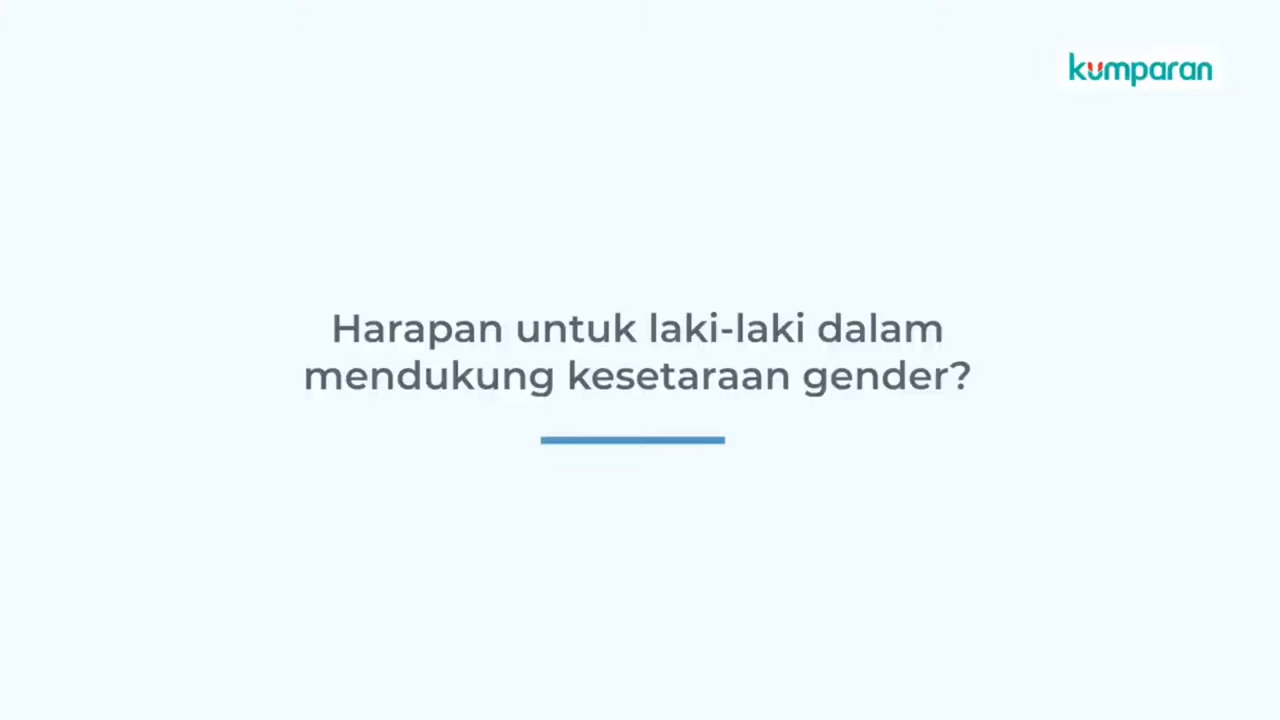 kumparan
Harapan untuk laki-laki dalam
mendukung kesetaraan gender?